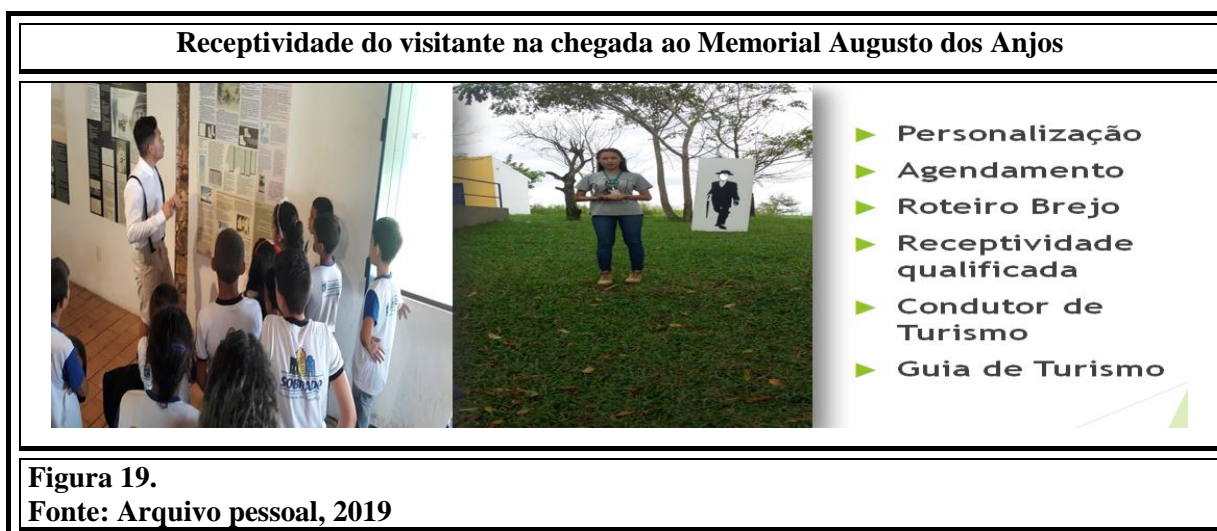 Receptividade do visitante na chegada ao Memorial Augusto dos Anjos
SOBRADO
► Personalização
► Agendamento
► Roteiro Brejo
► Receptividade
qualificada
► Condutor de
Turismo
► Guia de Turismo
Figura 19.
Fonte: Arquivo pessoal, 2019